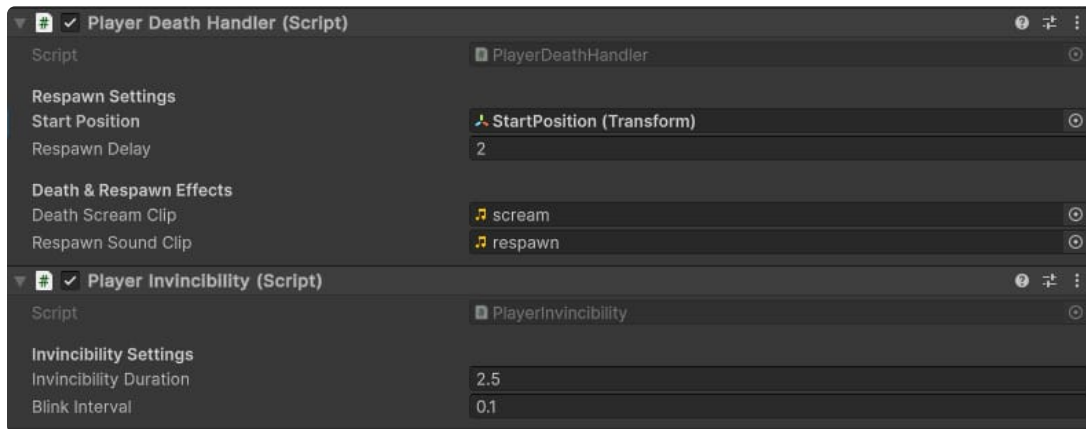 Player Death Handler (Script)
Script PlayerDeathHandler
Respawn Settings
Start Position StartPosition (Transform)
Respawn Delay 2
Death & Respawn Effects
Death Scream Clip scream
Respawn Sound Clip respawn
Player Invincibility (Script)
Script PlayerInvincibility
Invincibility Settings
Invincibility Duration 2.5
Blink Interval 0.1